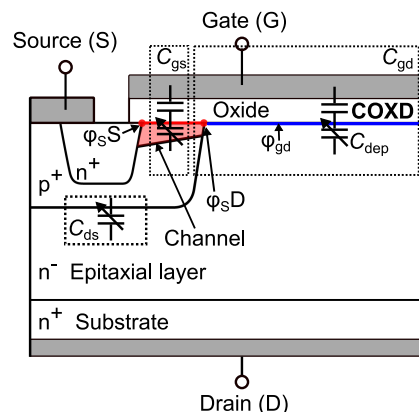 Gate (G)
Source (S)
Cgs
Cgd
Oxide
COXD
φSS
φgd
Cdep
n+
p+
φSD
Cds
Channel
n- Epitaxial layer
n+ Substrate
Drain (D)